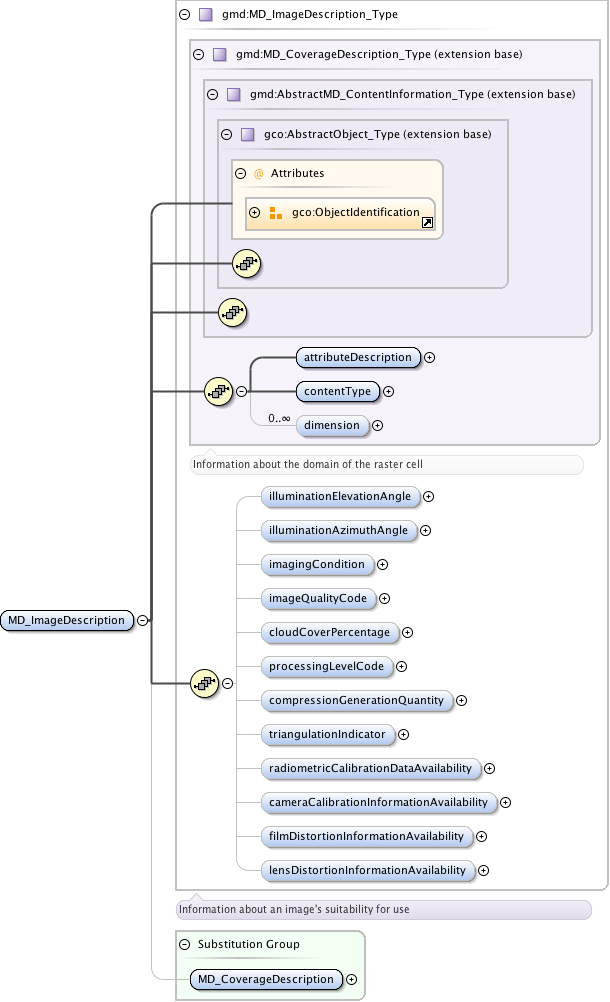 gmd:MD_ImageDescription_Type
gmd:MD_CoverageDescription_Type (extension base)
gmd:AbstractMD_ContentInformation_Type (extension base)
gco:AbstractObject_Type (extension base)
@ Attributes
gco:ObjectIdentification
attributeDescription
contentType
0..∞
dimension
Information about the domain of the raster cell
illuminationElevationAngle
illuminationAzimuthAngle
imagingCondition
imageQualityCode
MD_ImageDescription
cloudCoverPercentage
processingLevelCode
compressionGenerationQuantity
triangulationIndicator
radiometricCalibrationDataAvailability
cameraCalibrationInformationAvailability
filmDistortionInformationAvailability
lensDistortionInformationAvailability
Information about an image's suitability for use
Substitution Group
MD_CoverageDescription